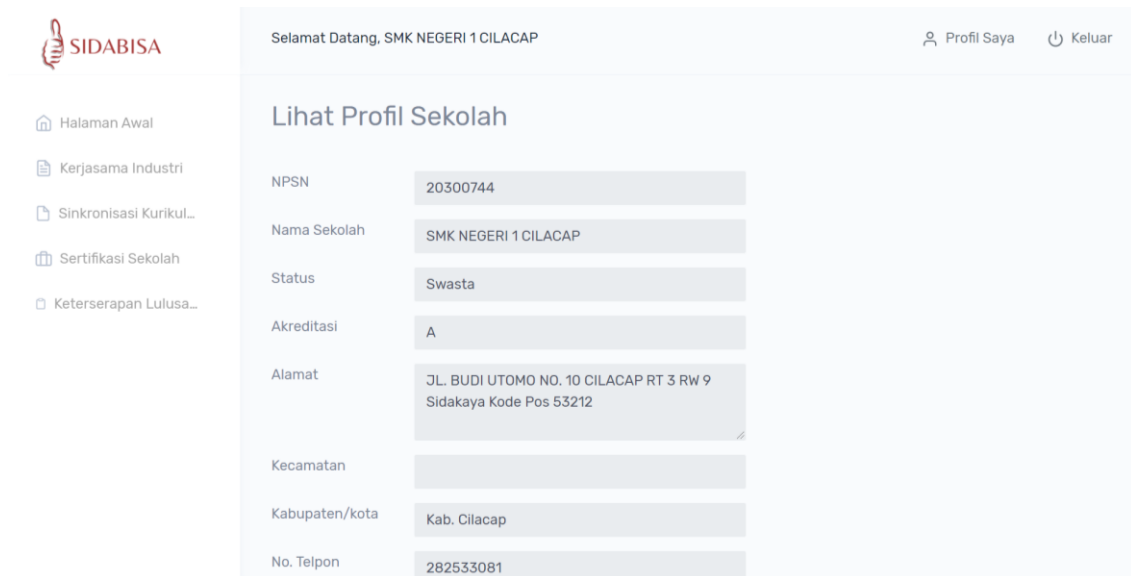 SIDABISA
Selamat Datang, SMK NEGERI 1 CILACAP
Profil Saya
Keluar
Halaman Awal
Kerjasama Industri
Sinkronisasi Kurikul...
Sertifikasi Sekolah
Keterserapan Lulusa...
Lihat Profil Sekolah
NPSN
20300744
Nama Sekolah
SMK NEGERI 1 CILACAP
Status
Swasta
Akreditasi
A
Alamat
JL. BUDI UTOMO NO. 10 CILACAP RT 3 RW 9
Sidakaya Kode Pos 53212
Kecamatan
Kabupaten/kota
Kab. Cilacap
No. Telpon
282533081